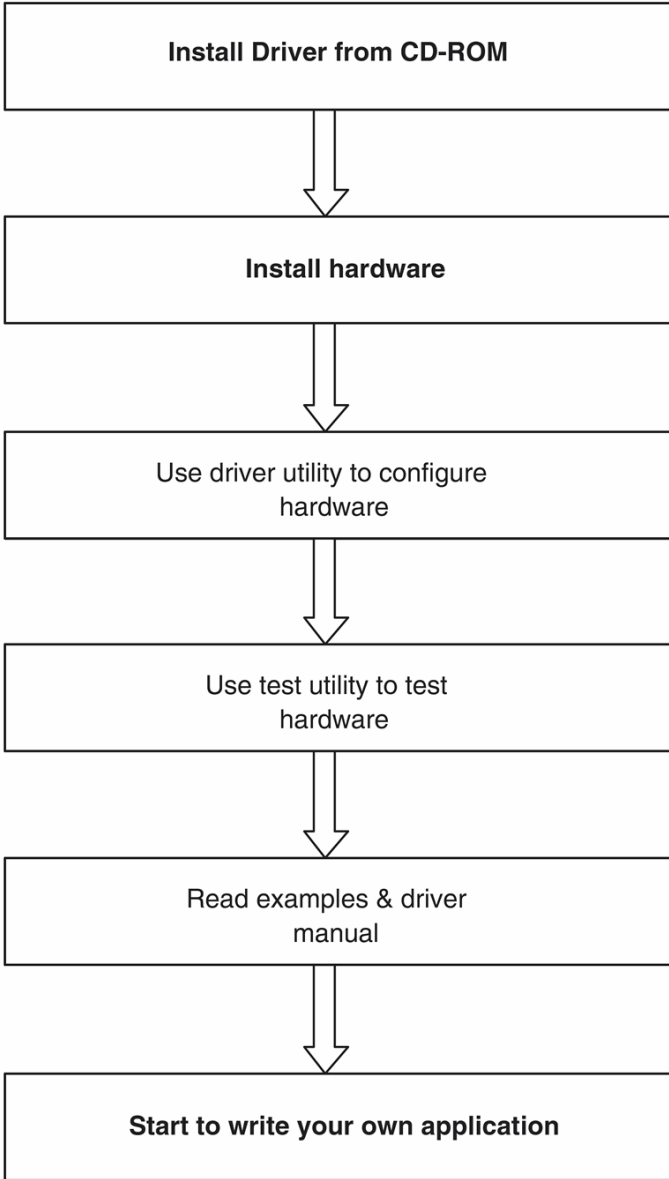 Install Driver from CD-ROM
Install hardware
Use driver utility to configure
hardware
Use test utility to test
hardware
Read examples & driver
manual
Start to write your own application